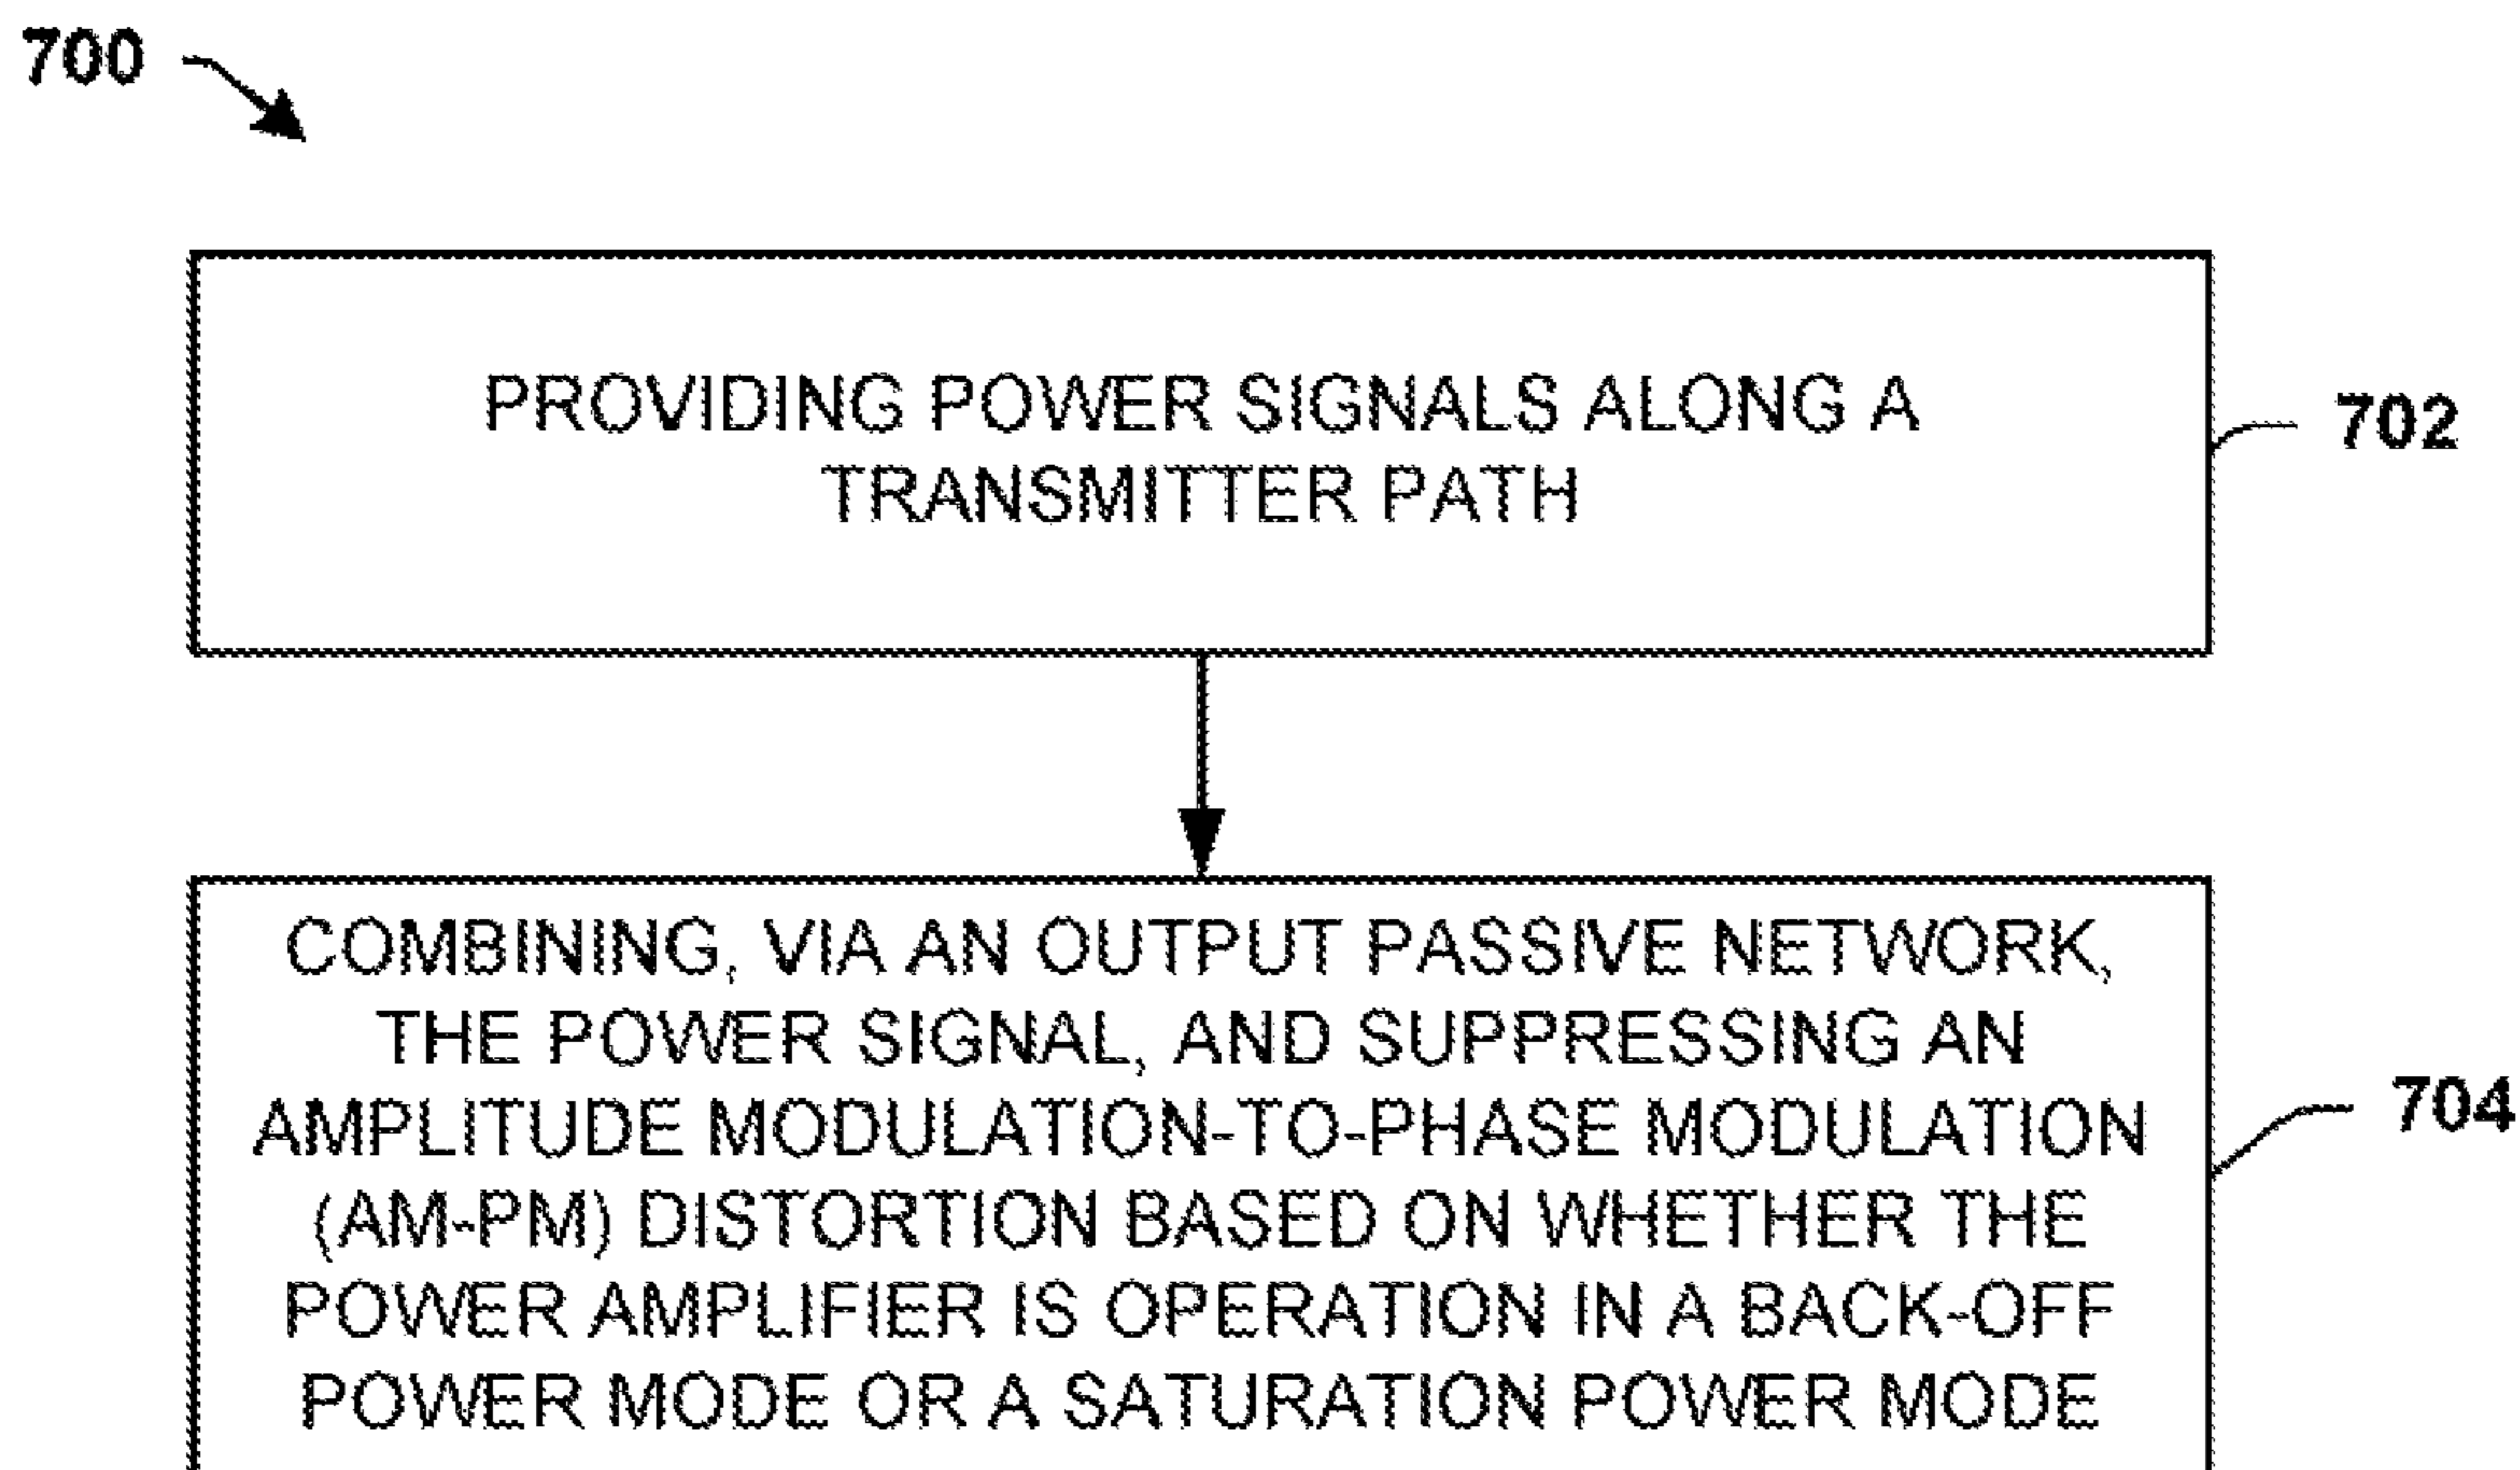 700
PROVIDING POWER SIGNALS ALONG A
TRANSMITTER PATH
702
COMBINING, VIA AN OUTPUT PASSIVE NETWORK,
THE POWER SIGNAL, AND SUPPRESSING AN
AMPLITUDE MODULATION-TO-PHASE MODULATION
(AM-PM) DISTORTION BASED ON WHETHER THE
POWER AMPLIFIER IS OPERATION IN A BACK-OFF
POWER MODE OR A SATURATION POWER MODE
704